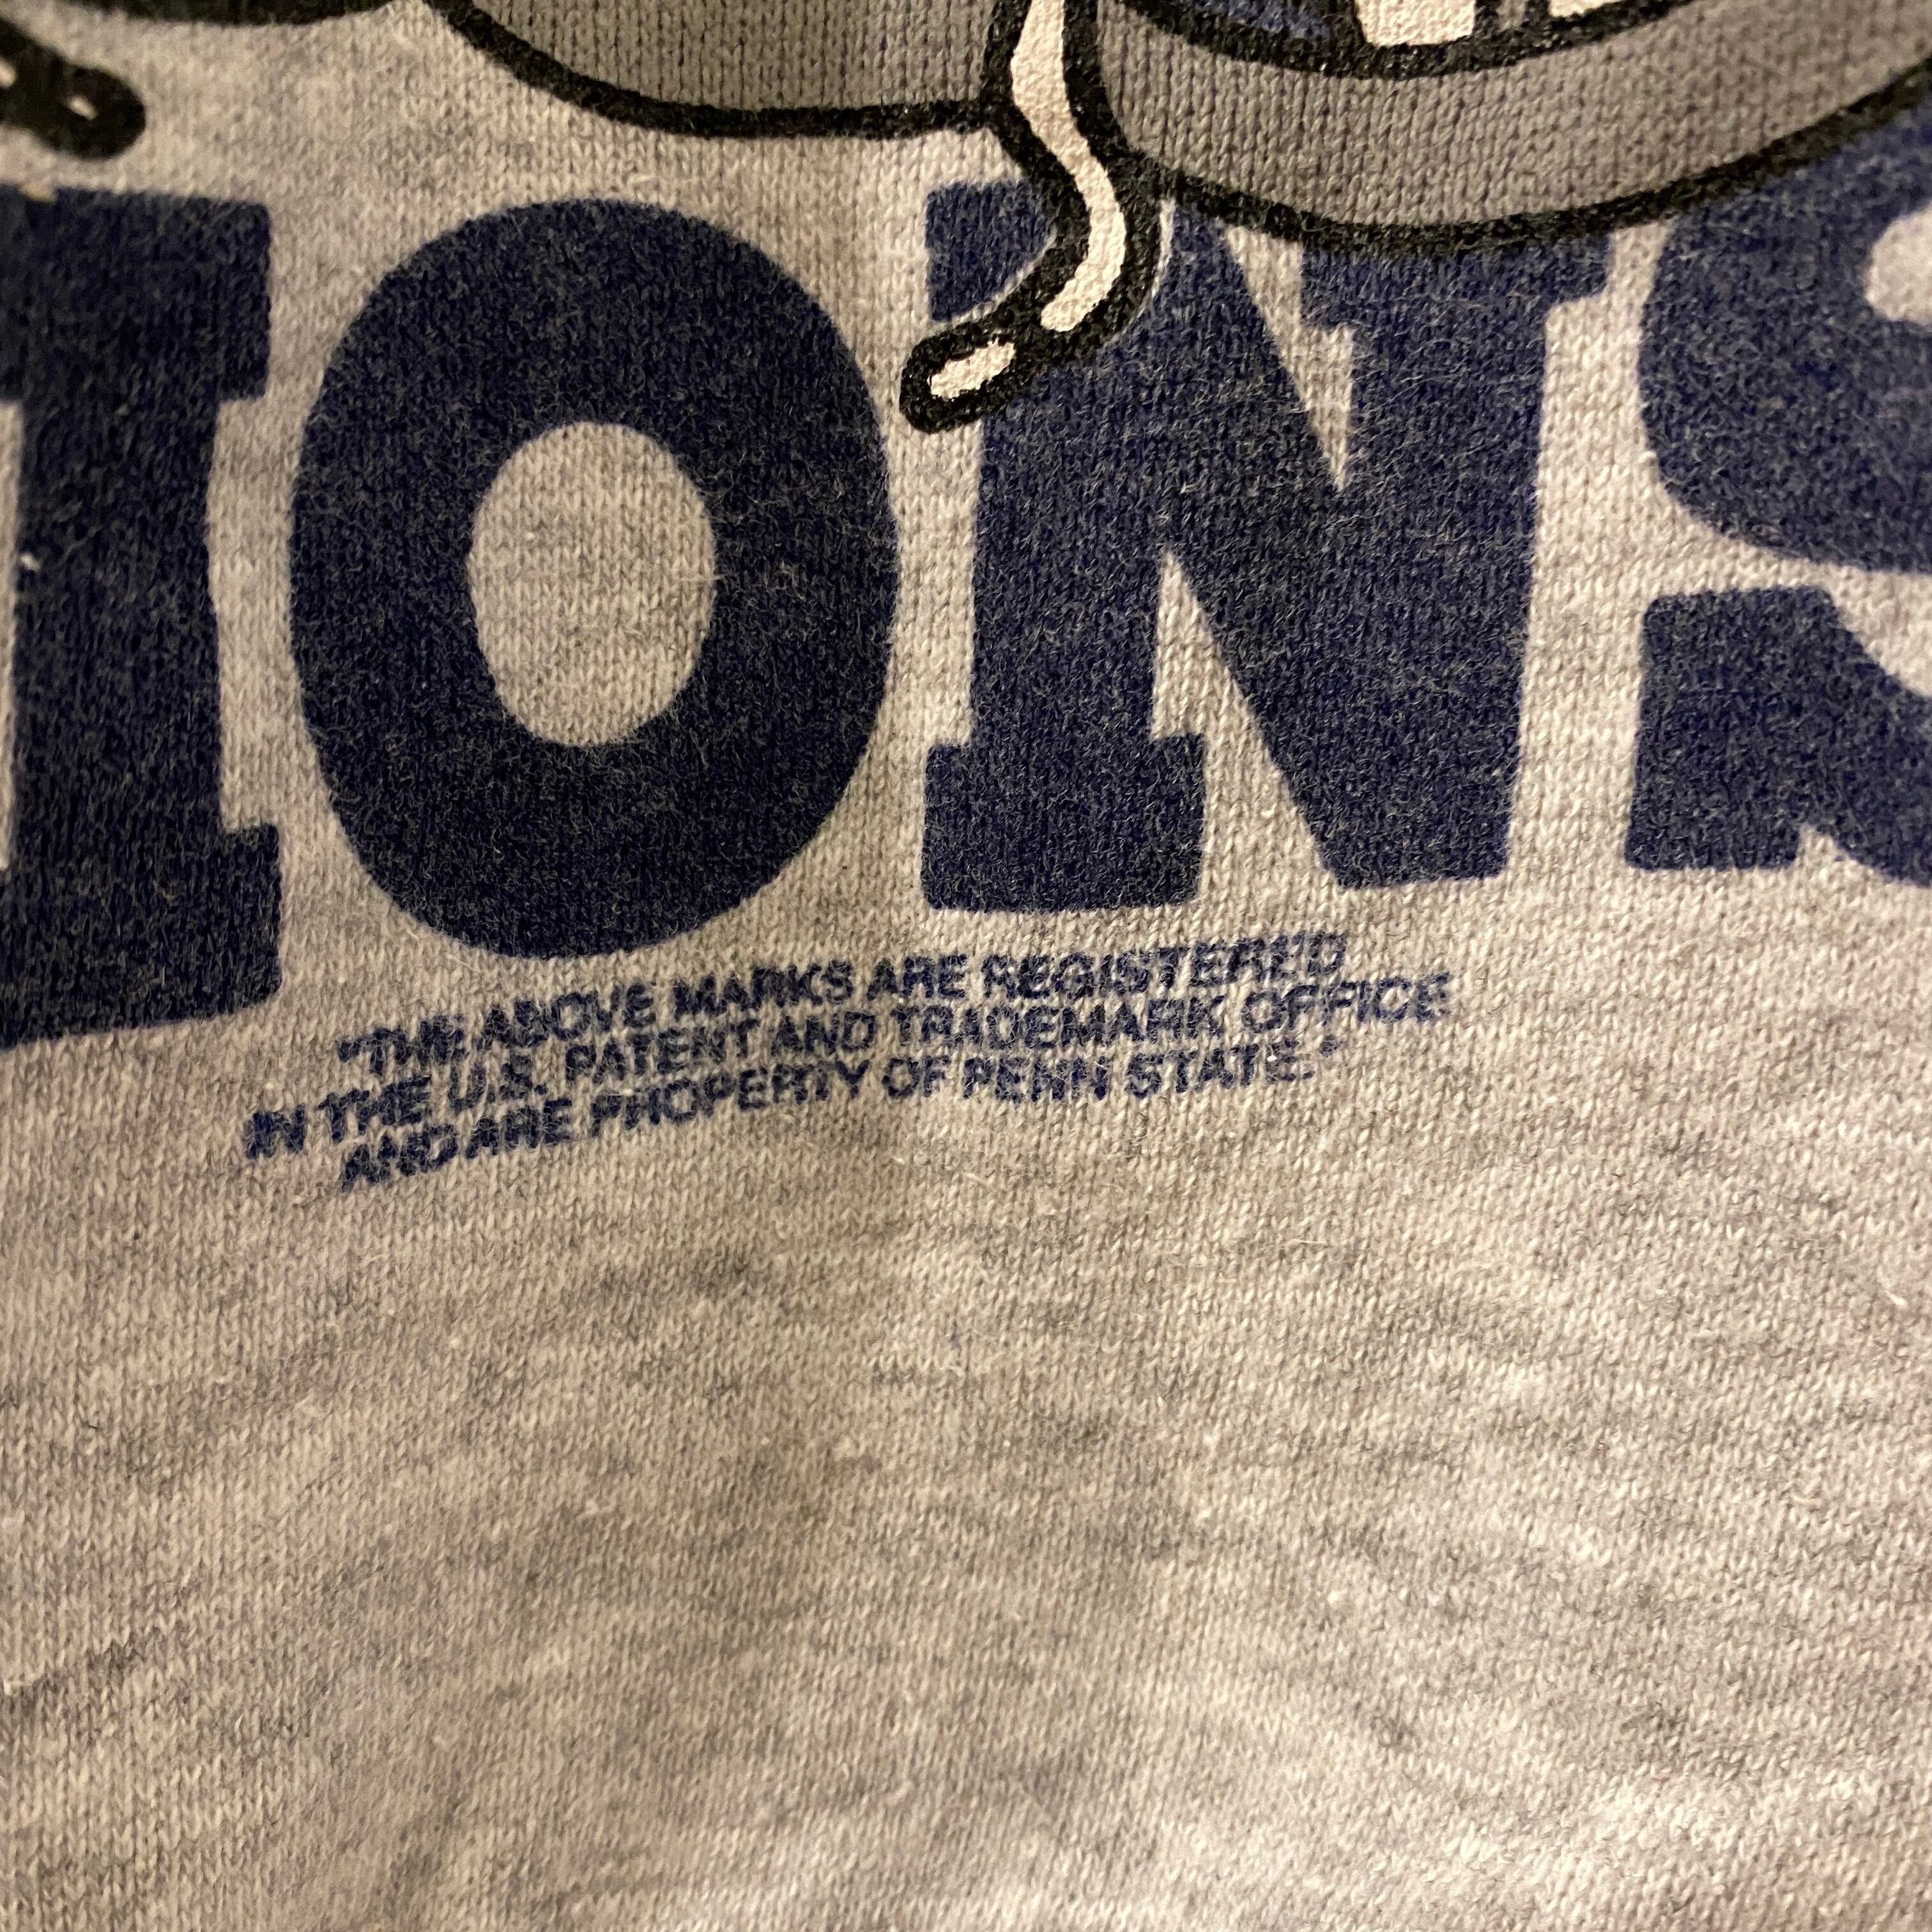 IONS
"THE ABOVE MARKS ARE REGISTERED
IN THE U.S. PATENT AND TRADEMARK OFFICE
AND ARE PROPERTY OF PENN STATE."